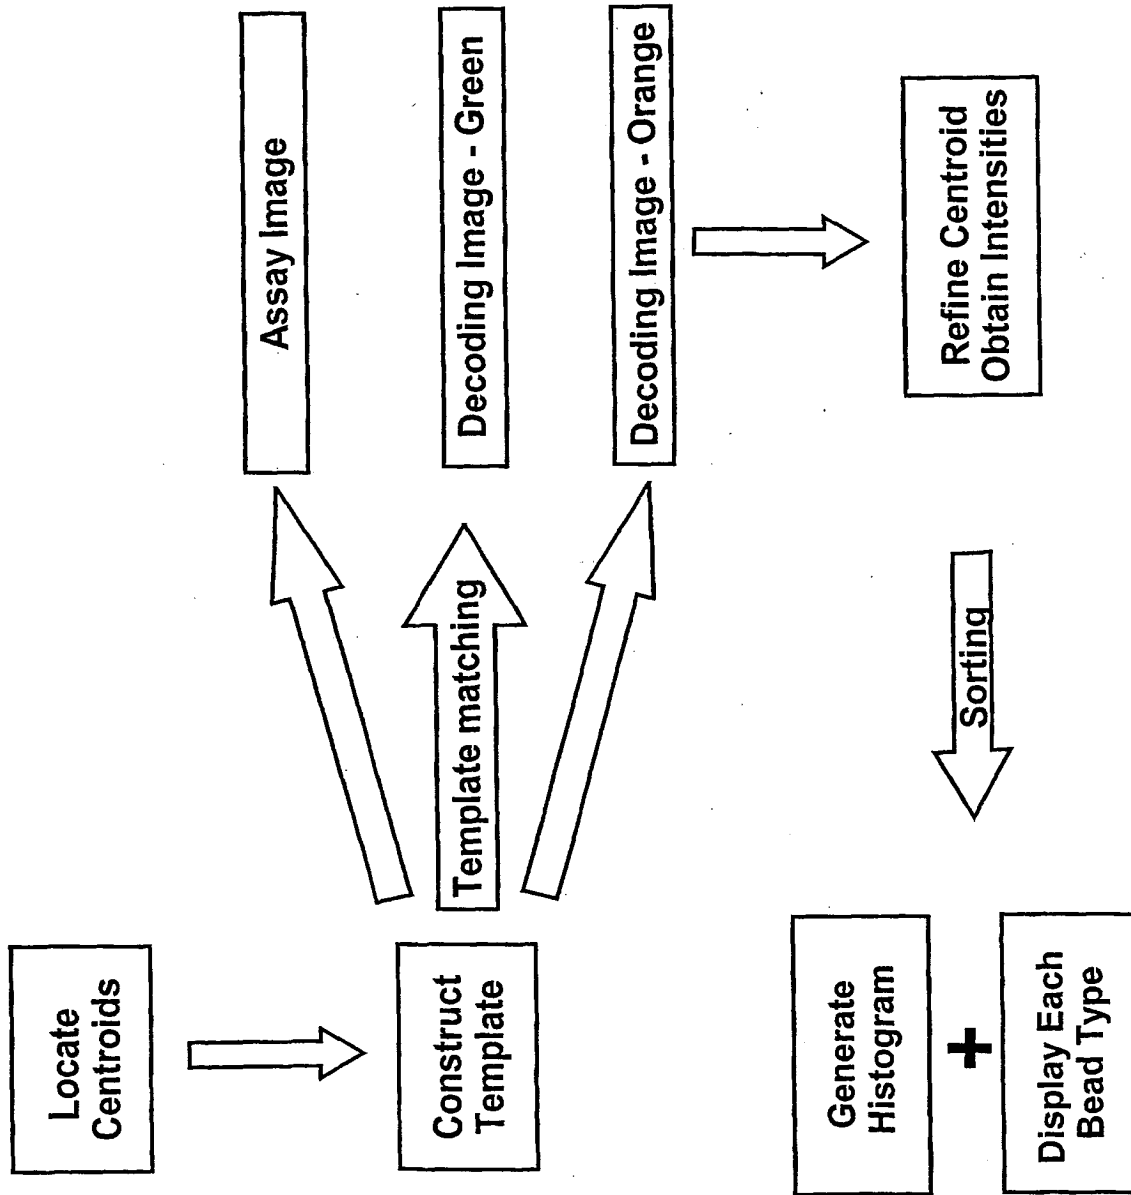 Locate
Centroids
Construct
Template
Template matching
Assay Image
Decoding Image - Green
Decoding Image - Orange
Refine Centroid
Obtain Intensities
Sorting
Generate
Histogram
+
Display Each
Bead Type